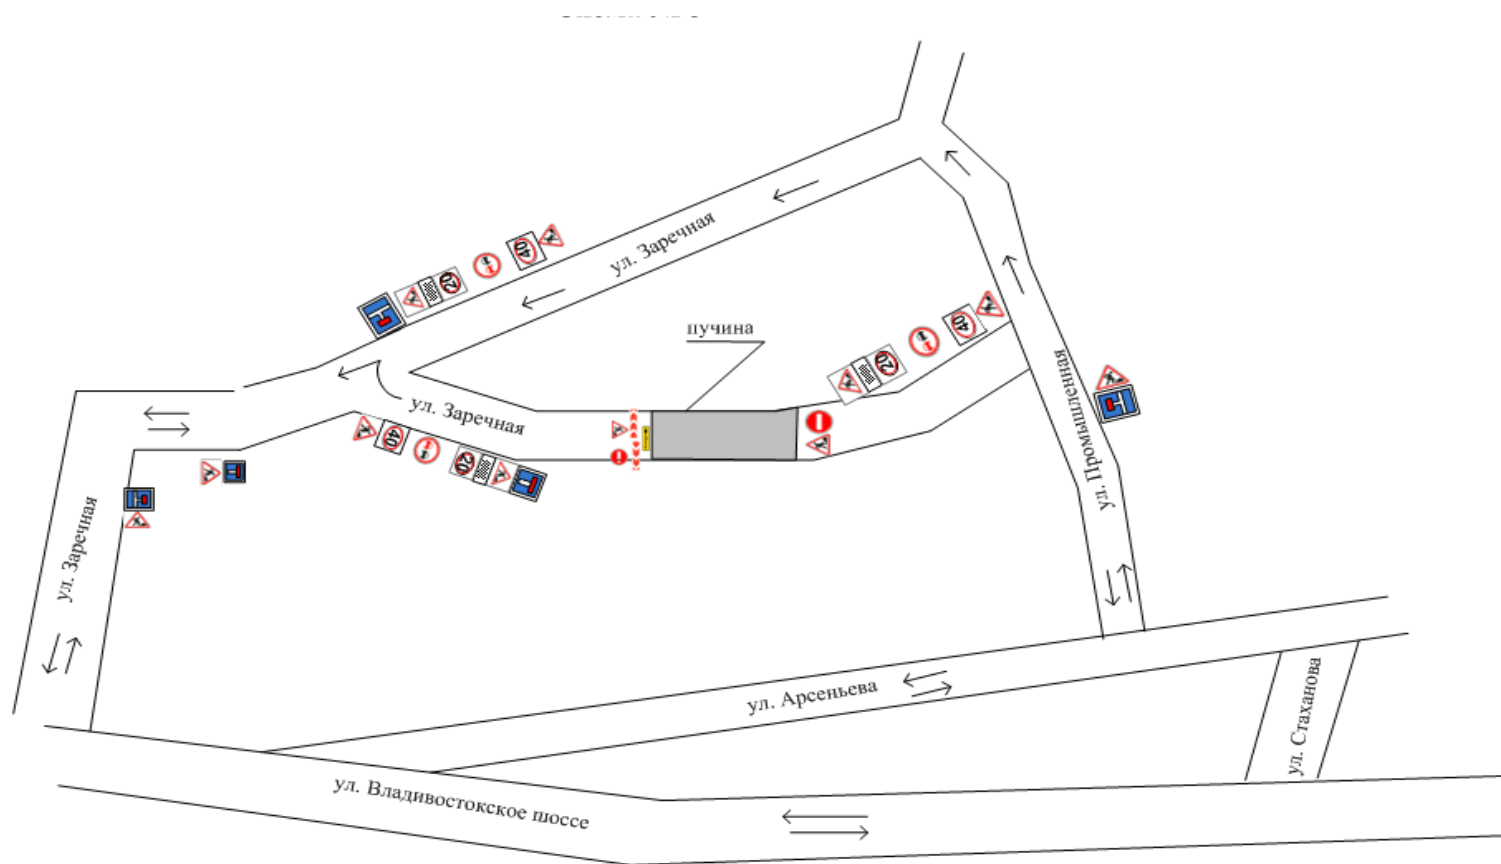 40
20
ул. Заречная
пучина
40
20
ул. Заречная
40
20
ул. Промышленная
ул. Заречная
ул. Арсеньева
ул. Стаханова
ул. Владивостокское шоссе